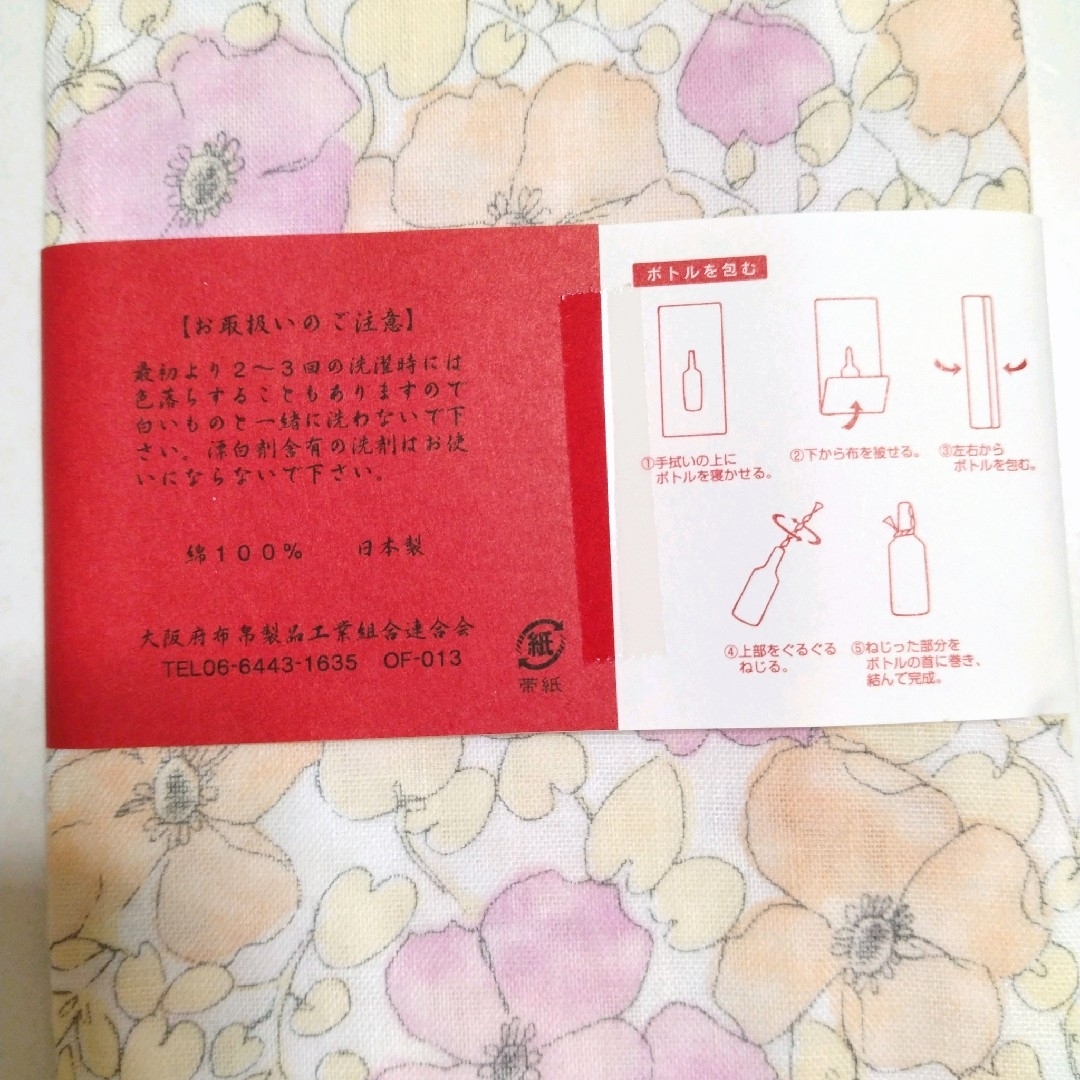 【お取扱いのご注意】
最初より2〜3回の洗濯時には
色落ちすることもありますので
白いものと一緒に洗わないで下
さい。漂白剤含有の洗剤はお使
いにならないで下さい。
綿100% 日本製
大阪府布帛製品工業組合連合会
TEL06-6443-1635 OF-013
紙
帯紙
ボトルを包む
①手拭いの上に
ボトルを寝かせる。
②下から布を被せる。
③左右から
ボトルを包む。
④上部をぐるぐる
ねじる。
⑤ねじった部分を
ボトルの首に巻き、
結んで完成。